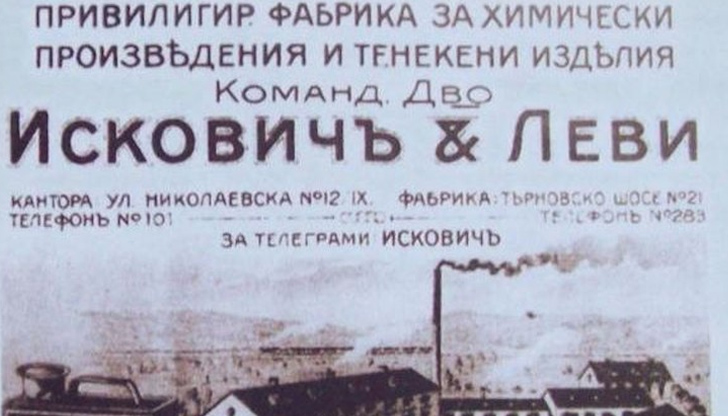 ПРИВИЛИГИР. ФАБРИКА ЗА ХИМИЧЕСКИ
ПРОИЗВѢДЕНИЯ И ТЕНЕКЕНИ ИЗДѢЛИЯ
КОМАНД. ДВО
ИСКОВИЧЪ & ЛЕВИ
КАНТОРА УЛ. НИКОЛАЕВСКА №12/IX. ФАБРИКА: ТЪРНОВСКО ШОСЕ №21
ТЕЛЕФОНЪ №101 ТЕЛЕФОНЪ №283
ЗА ТЕЛЕГРАМИ ИСКОВИЧЪ